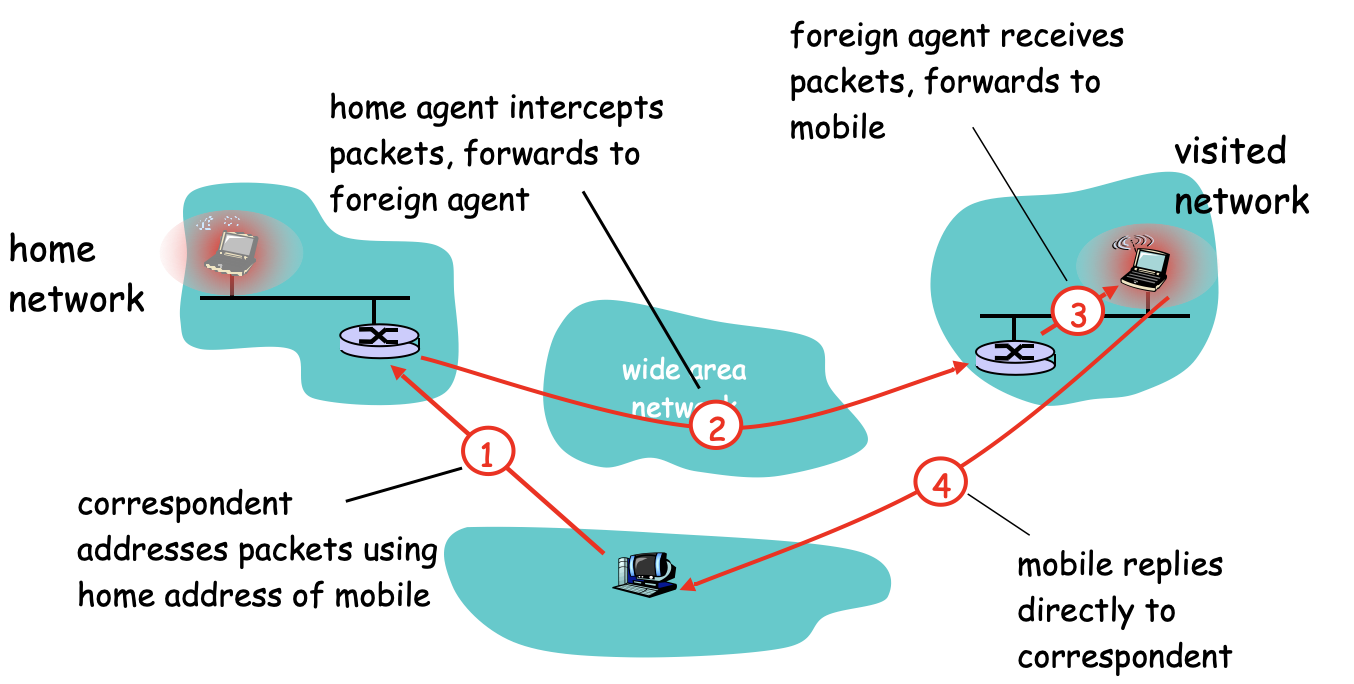 foreign agent receives
packets, forwards to
mobile
home agent intercepts
packets, forwards to
foreign agent
visited
network
home
network
3
wide area
network
2
1
4
correspondent
addresses packets using
home address of mobile
mobile replies
directly to
correspondent